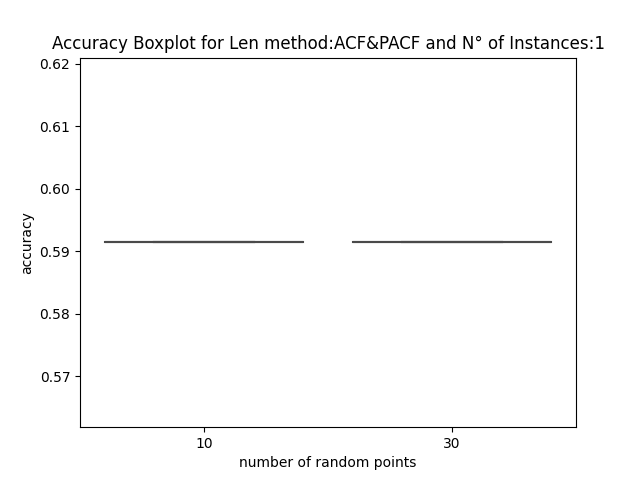 Accuracy Boxplot for Len method:ACF&PACF and N° of Instances:1
0.62
0.61
0.60
0.59
0.58
0.57
accuracy
10 30
number of random points